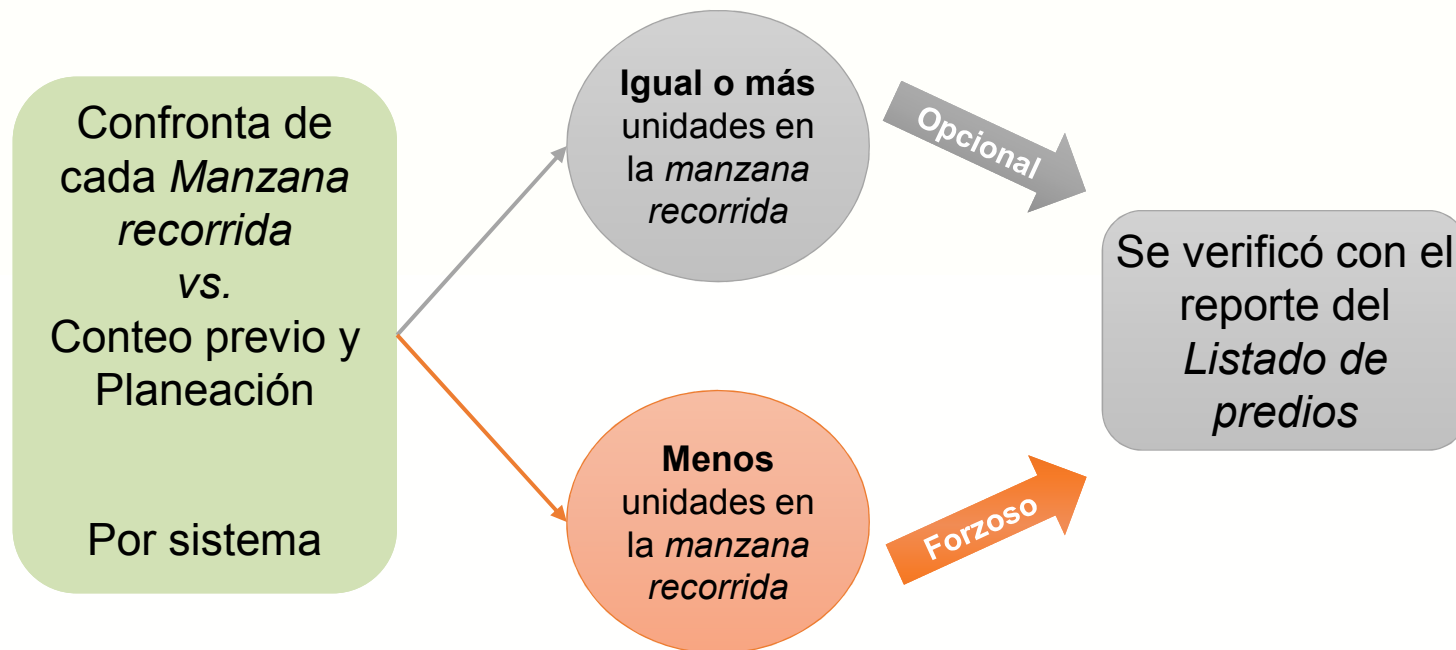 Confronta de
cada Manzana
recorrida
vs.
Conteo previo y
Planeación
Por sistema
Igual o más
unidades en
la manzana
recorrida
Opcional
Menos
unidades en
la manzana
recorrida
Forzoso
Se verificó con el
reporte del
Listado de
predios